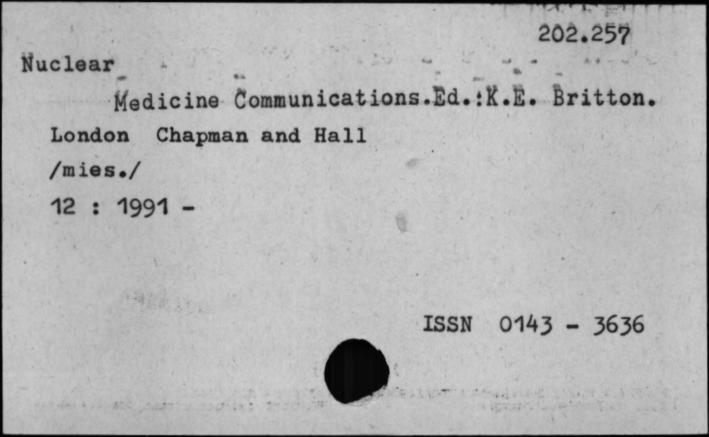 202.257
Nuclear
Medicine Communications.Ed.:K.E. Britton.
London Chapman and Hall
/mies./
12 : 1991 -
ISSN 0143 - 3636